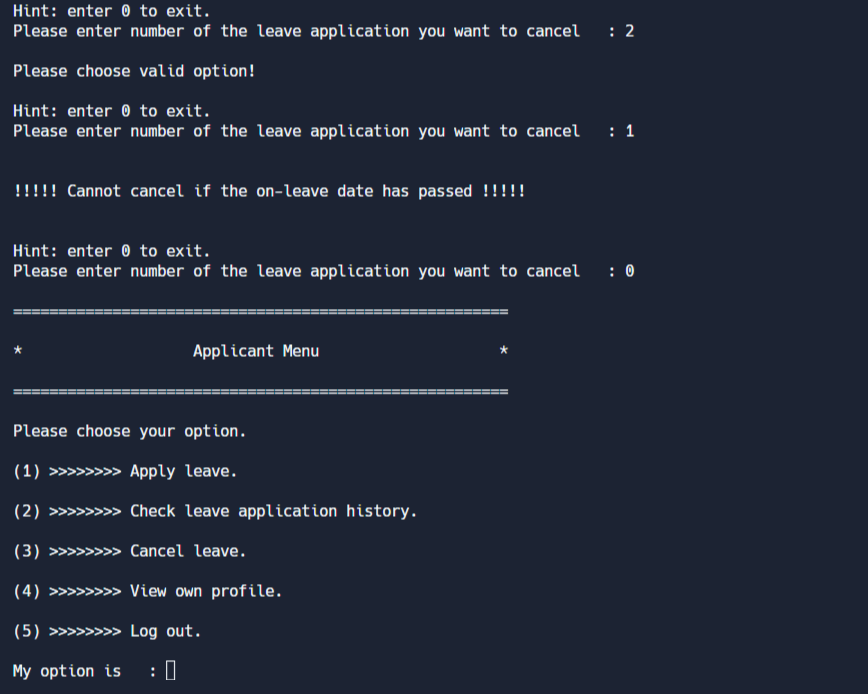 Hint: enter 0 to exit.
Please enter number of the leave application you want to cancel   : 2
Please choose valid option!
Hint: enter 0 to exit.
Please enter number of the leave application you want to cancel   : 1
!!!!! Cannot cancel if the on-leave date has passed !!!!!
Hint: enter 0 to exit.
Please enter number of the leave application you want to cancel   : 0
=======================================================
*                   Applicant Menu                    *
=======================================================
Please choose your option.
(1) >>>>>>>> Apply leave.
(2) >>>>>>>> Check leave application history.
(3) >>>>>>>> Cancel leave.
(4) >>>>>>>> View own profile.
(5) >>>>>>>> Log out.
My option is   :